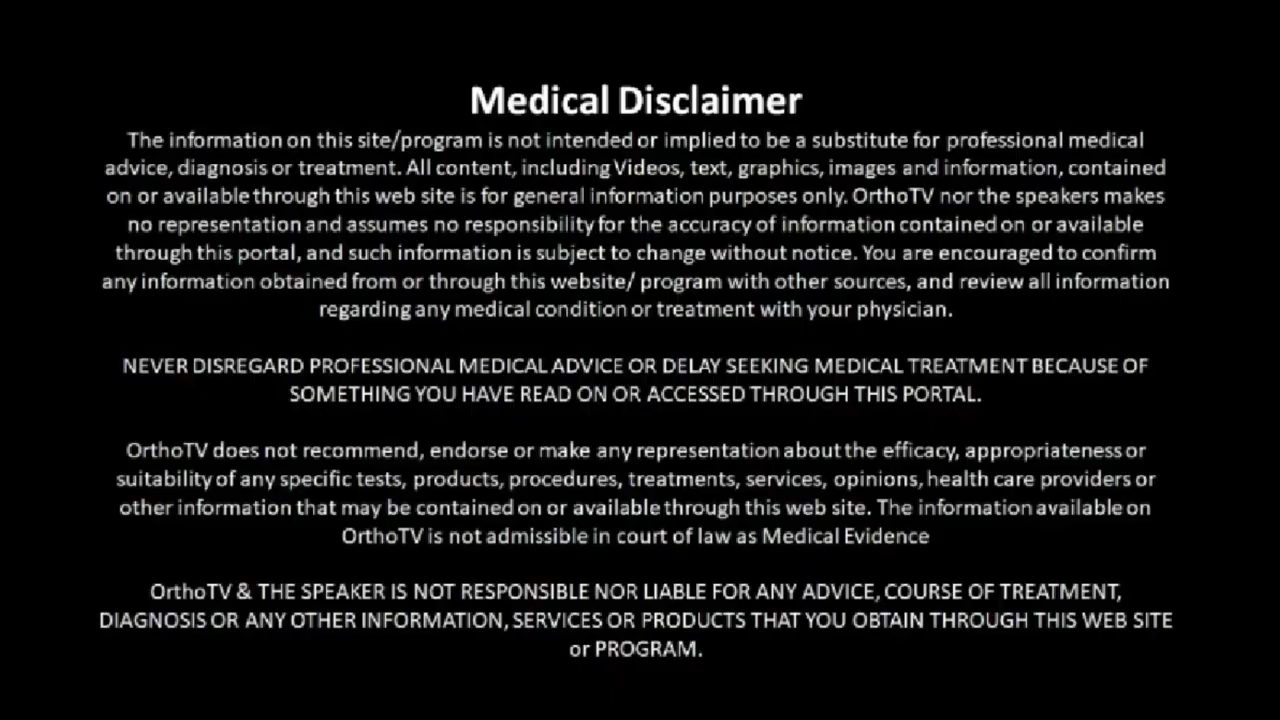 Medical Disclaimer
The information on this site/program is not intended or implied to be a substitute for professional medical
advice, diagnosis or treatment. All content, including Videos, text, graphics, images and information, contained
on or available through this web site is for general information purposes only. OrthoTV nor the speakers makes
no representation and assumes no responsibility for the accuracy of information contained on or available
through this portal, and such information is subject to change without notice. You are encouraged to confirm
any information obtained from or through this website/ program with other sources, and review all information
regarding any medical condition or treatment with your physician.
NEVER DISREGARD PROFESSIONAL MEDICAL ADVICE OR DELAY SEEKING MEDICAL TREATMENT BECAUSE OF
SOMETHING YOU HAVE READ ON OR ACCESSED THROUGH THIS PORTAL.
OrthoTV does not recommend, endorse or make any representation about the efficacy, appropriateness or
suitability of any specific tests, products, procedures, treatments, services, opinions, health care providers or
other information that may be contained on or available through this web site. The information available on
OrthoTV is not admissible in court of law as Medical Evidence
OrthoTV & THE SPEAKER IS NOT RESPONSIBLE NOR LIABLE FOR ANY ADVICE, COURSE OF TREATMENT,
DIAGNOSIS OR ANY OTHER INFORMATION, SERVICES OR PRODUCTS THAT YOU OBTAIN THROUGH THIS WEB SITE
or PROGRAM.